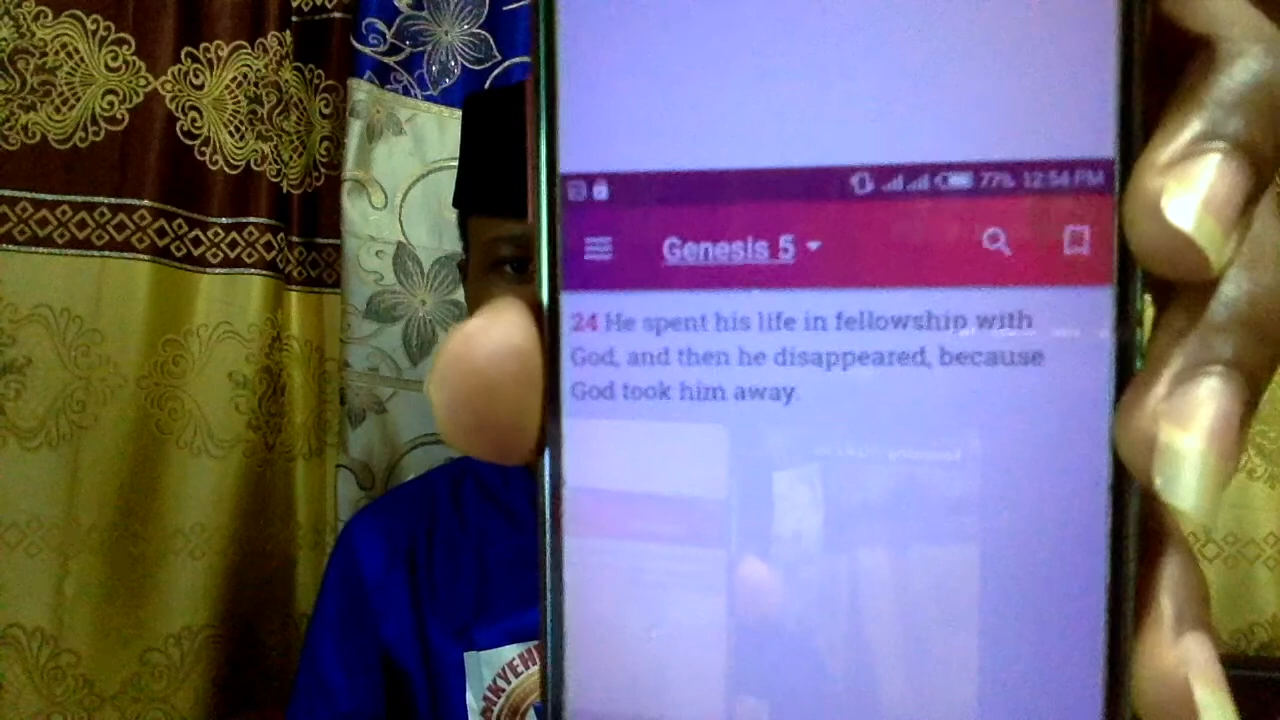 77% 12:54 PM
Genesis 5
24 He spent his life in fellowship with
God, and then he disappeared, because
God took him away.